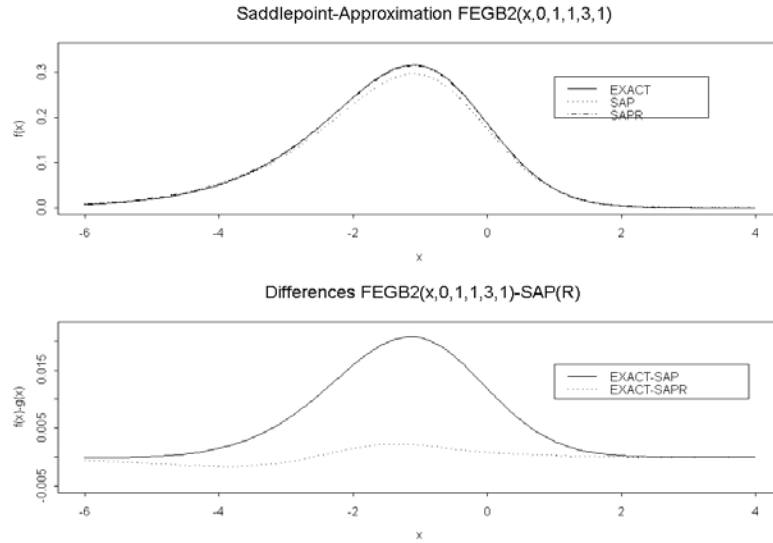 Saddlepoint-Approximation FEGB2(x,0,1,1,3,1)
f(x)
0.3
0.2
0.1
0.0
EXACT
SAP
SAPR
-6 -4 -2 0 2 4
x
Differences FEGB2(x,0,1,1,3,1)-SAP(R)
f(x)-g(x)
0.015
0.005
-0.005
EXACT-SAP
EXACT-SAPR
-6 -4 -2 0 2 4
x